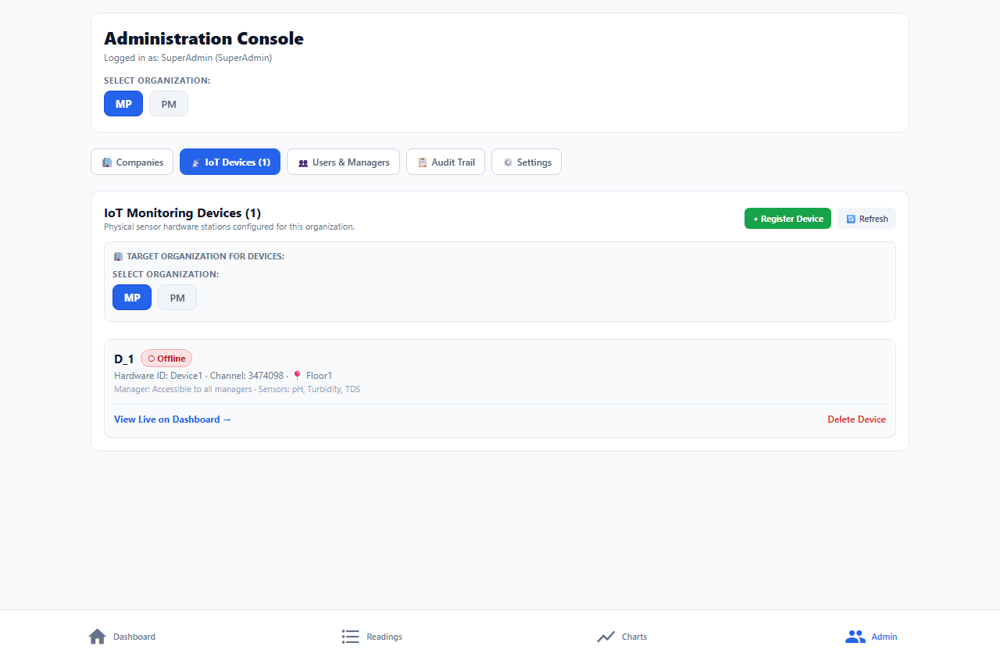 Administration Console
Logged in as: SuperAdmin (SuperAdmin)
SELECT ORGANIZATION:
MP PM
Companies IoT Devices (1) Users & Managers Audit Trail Settings
IoT Monitoring Devices (1)
Physical sensor hardware stations configured for this organization.
+ Register Device Refresh
TARGET ORGANIZATION FOR DEVICES:
SELECT ORGANIZATION:
MP PM
D_1 Offline
Hardware ID: Device1 · Channel: 3474098 · 📍 Floor1
Manager: Accessible to all managers · Sensors: pH, Turbidity, TDS
View Live on Dashboard → Delete Device
Dashboard Readings Charts Admin